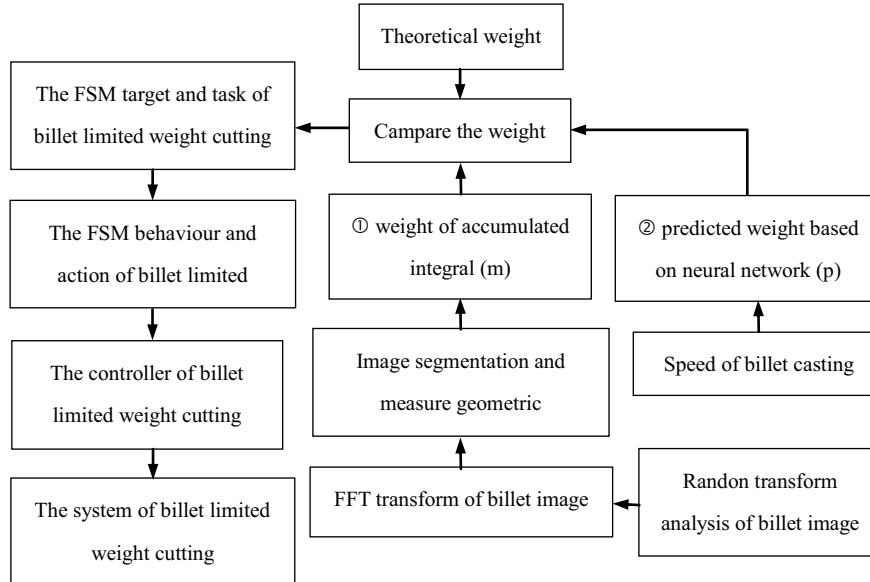 Theoretical weight
The FSM target and task of
billet limited weight cutting
Campare the weight
The FSM behaviour and
action of billet limited
① weight of accumulated
integral (m)
② predicted weight based
on neural network (p)
The controller of billet
limited weight cutting
Image segmentation and
measure geometric
Speed of billet casting
The system of billet limited
weight cutting
FFT transform of billet image
Randon transform
analysis of billet image